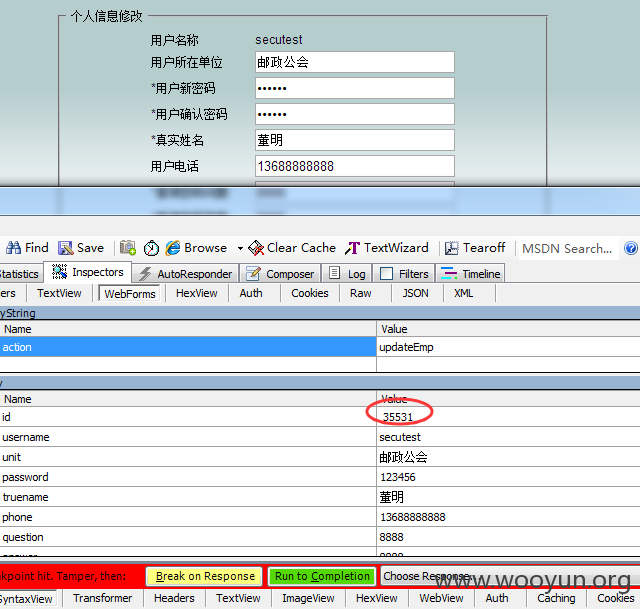 个人信息修改
用户名称 secutest
用户所在单位 邮政公会
*用户新密码 ••••••
*用户确认密码 ••••••
*真实姓名 董明
用户电话 13688888888
Find Save Browse Clear Cache TextWizard Tearoff MSDN Search...
Statistics Inspectors AutoResponder Composer Log Filters Timeline
ers TextView WebForms HexView Auth Cookies Raw JSON XML
yString
Name Value
action updateEmp
y
Name Value
id 35531
username secutest
unit 邮政公会
password 123456
truename 董明
phone 13688888888
question 8888
answer 8888
akpoint hit. Tamper, then: Break on Response Run to Completion Choose Response...
www.wooyun.org
SyntaxView Transformer Headers TextView ImageView HexView WebView Auth Caching Cookies